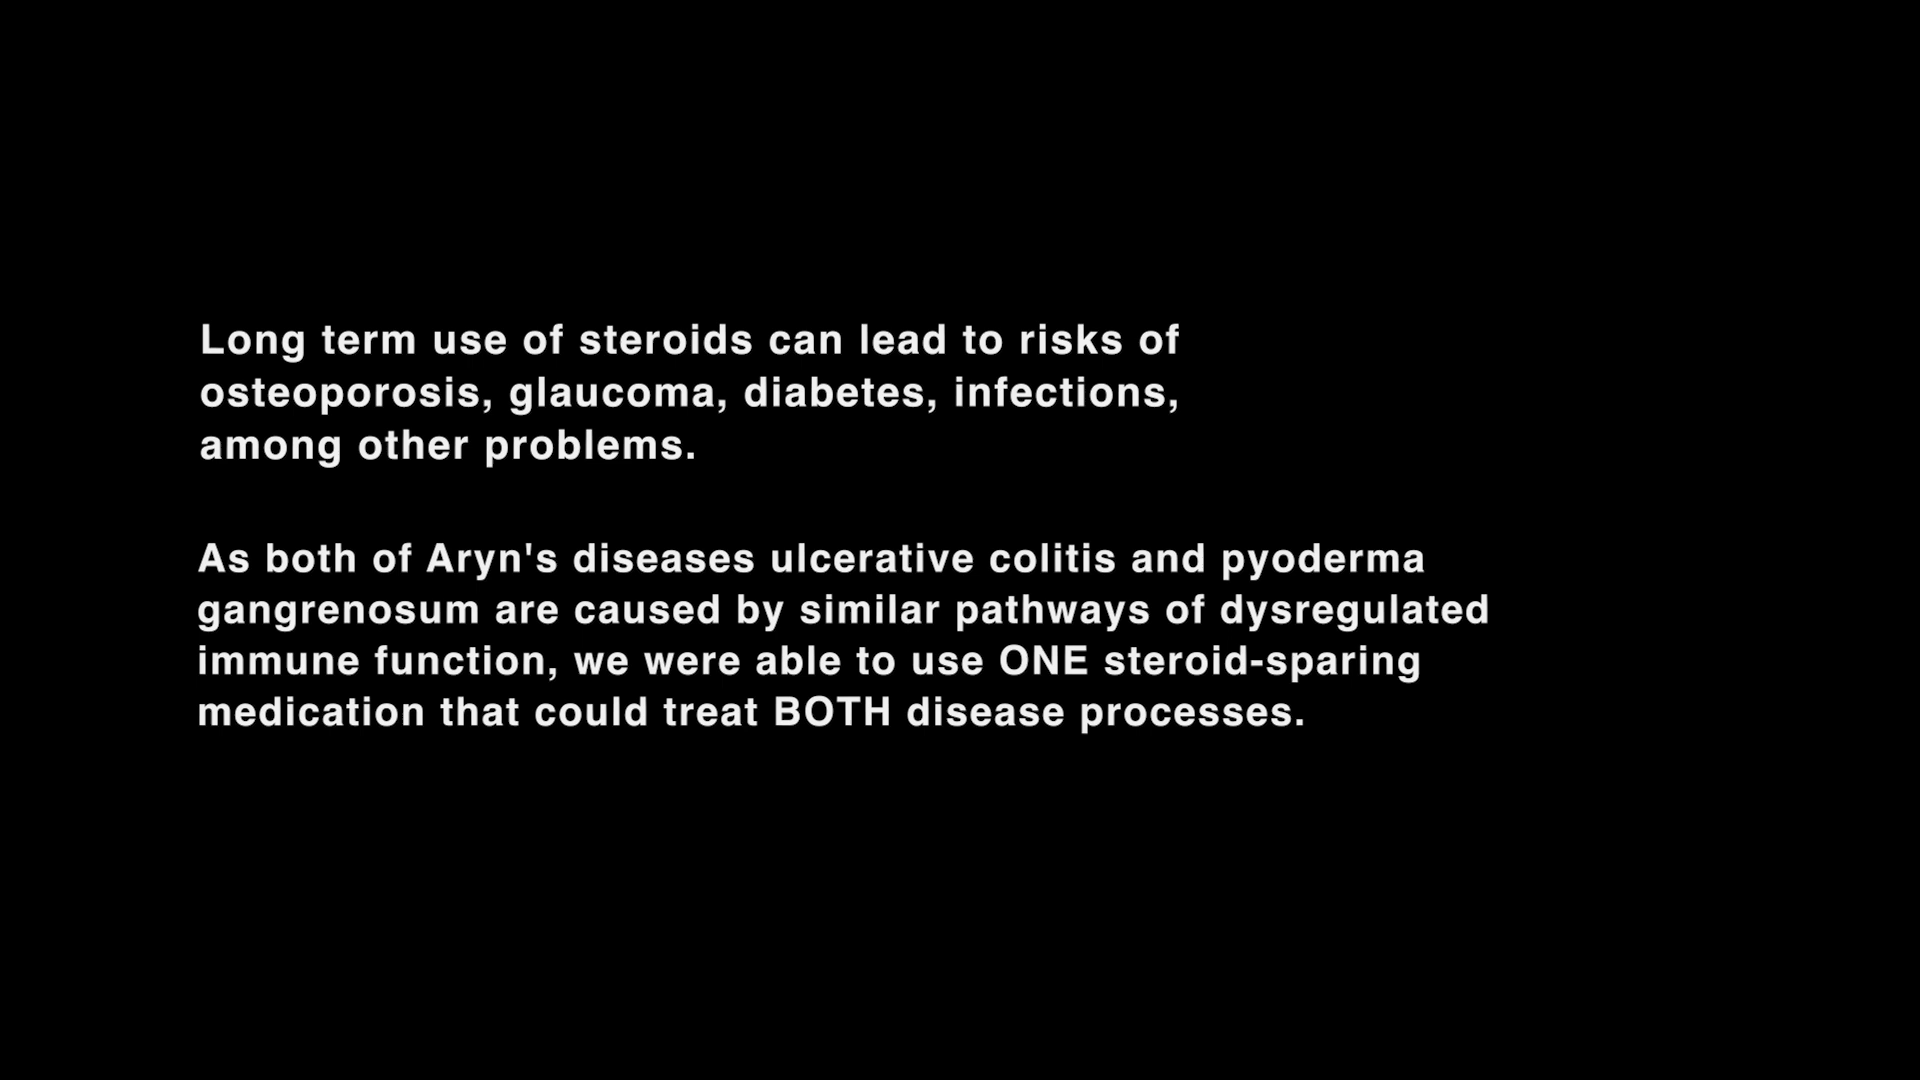 Long term use of steroids can lead to risks of
osteoporosis, glaucoma, diabetes, infections,
among other problems.
As both of Aryn's diseases ulcerative colitis and pyoderma
gangrenosum are caused by similar pathways of dysregulated
immune function, we were able to use ONE steroid-sparing
medication that could treat BOTH disease processes.